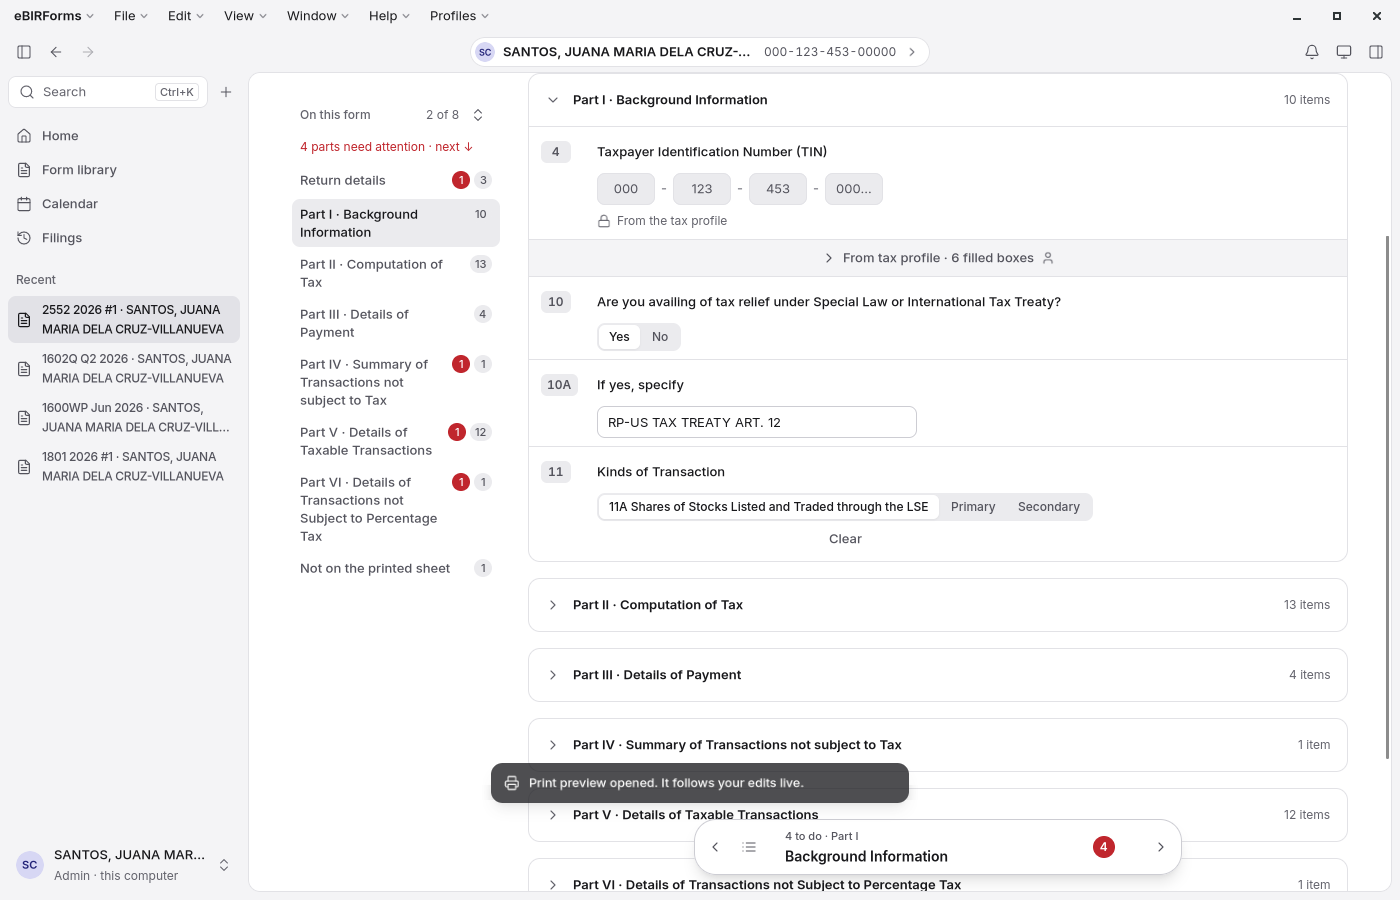 eBIRForms File Edit View Window Help Profiles
SC SANTOS, JUANA MARIA DELA CRUZ-... 000-123-453-00000
Search Ctrl+K
Home
Form library
Calendar
Filings
Recent
2552 2026 #1 · SANTOS, JUANA
MARIA DELA CRUZ-VILLANUEVA
1602Q Q2 2026 · SANTOS, JUANA
MARIA DELA CRUZ-VILLANUEVA
1600WP Jun 2026 · SANTOS,
JUANA MARIA DELA CRUZ-VILL...
1801 2026 #1 · SANTOS, JUANA
MARIA DELA CRUZ-VILLANUEVA
SC SANTOS, JUANA MAR...
Admin · this computer
On this form 2 of 8
4 parts need attention · next ↓
Return details 1 3
Part I · Background 10
Information
Part II · Computation of 13
Tax
Part III · Details of 4
Payment
Part IV · Summary of 1 1
Transactions not
subject to Tax
Part V · Details of 1 12
Taxable Transactions
Part VI · Details of 1 1
Transactions not
Subject to Percentage
Tax
Not on the printed sheet 1
Part I · Background Information 10 items
4 Taxpayer Identification Number (TIN)
000 - 123 - 453 - 000...
From the tax profile
From tax profile · 6 filled boxes
10 Are you availing of tax relief under Special Law or International Tax Treaty?
Yes No
10A If yes, specify
RP-US TAX TREATY ART. 12
11 Kinds of Transaction
11A Shares of Stocks Listed and Traded through the LSE Primary Secondary
Clear
Part II · Computation of Tax 13 items
Part III · Details of Payment 4 items
Part IV · Summary of Transactions not subject to Tax 1 item
Print preview opened. It follows your edits live.
Part V · Details of Taxable Transactions 12 items
4 to do · Part I
Background Information 4
Part VI · Details of Transactions not Subject to Percentage Tax 1 item